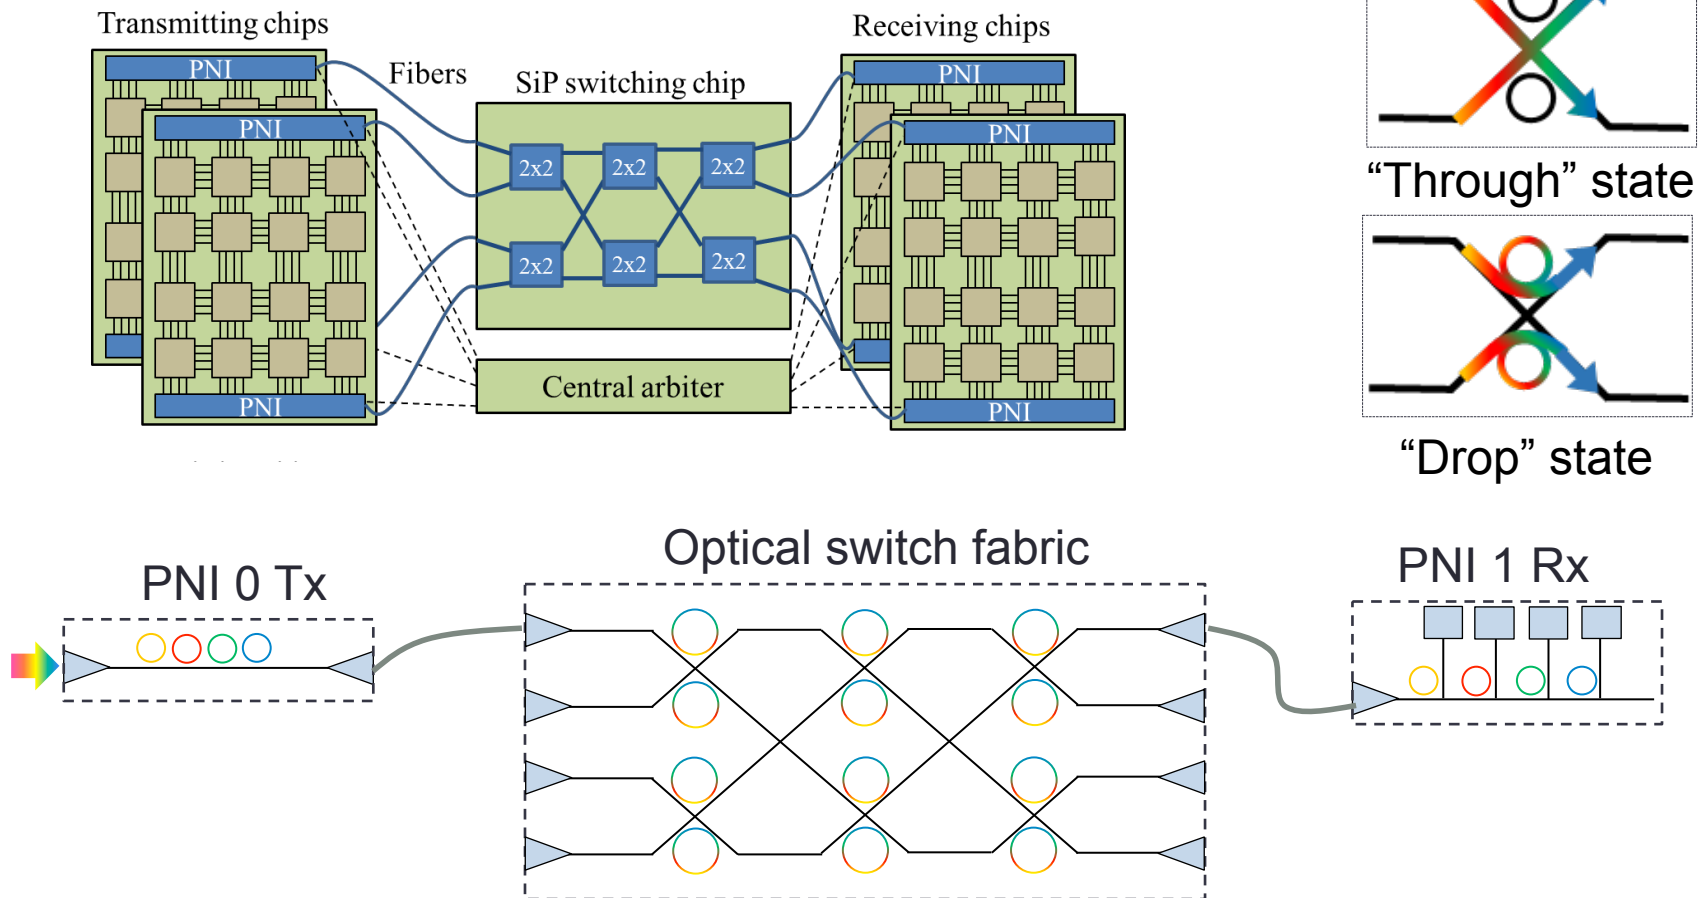 Transmitting chips
Receiving chips
PNI
Fibers
SiP switching chip
PNI
PNI
PNI
2x2
2x2
2x2
2x2
2x2
2x2
Central arbiter
PNI
PNI
“Through” state
“Drop” state
Optical switch fabric
PNI 0 Tx
PNI 1 Rx